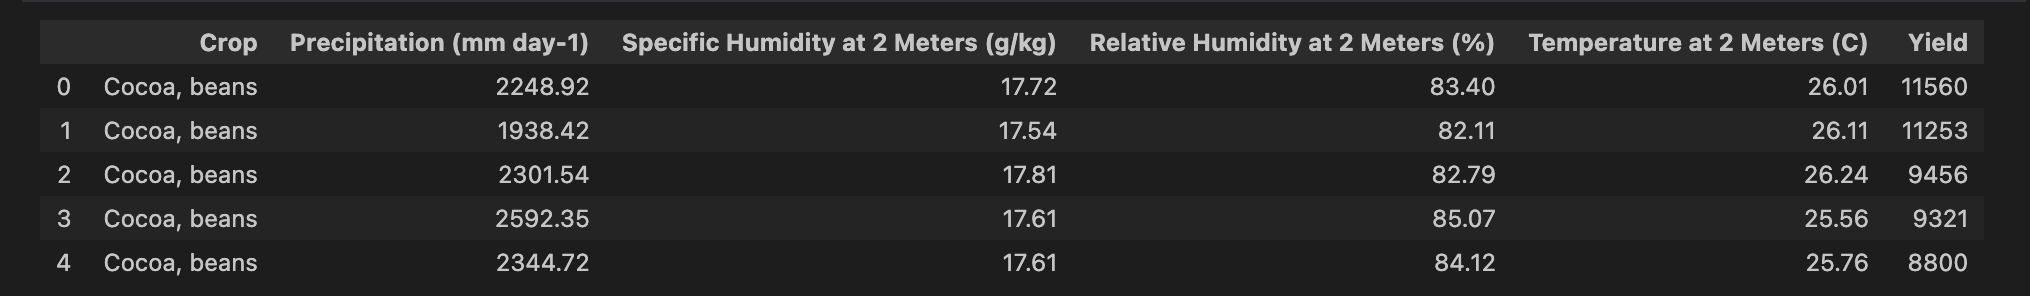 Crop Precipitation (mm day-1) Specific Humidity at 2 Meters (g/kg) Relative Humidity at 2 Meters (%) Temperature at 2 Meters (C) Yield
0 Cocoa, beans 2248.92 17.72 83.40 26.01 11560
1 Cocoa, beans 1938.42 17.54 82.11 26.11 11253
2 Cocoa, beans 2301.54 17.81 82.79 26.24 9456
3 Cocoa, beans 2592.35 17.61 85.07 25.56 9321
4 Cocoa, beans 2344.72 17.61 84.12 25.76 8800